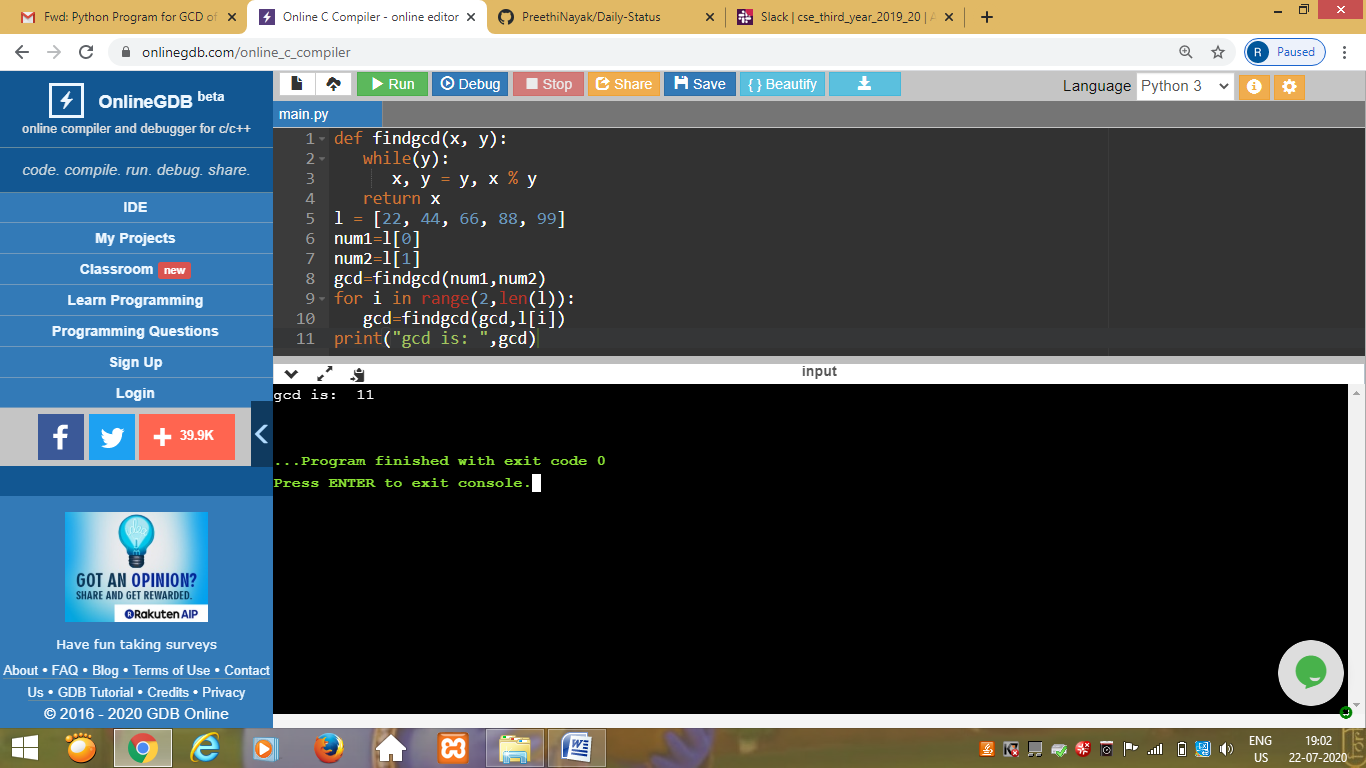 Fwd: Python Program for GCD of
Online C Compiler - online editor
PreethiNayak/Daily-Status
Slack | cse_third_year_2019_20 | A
onlinegdb.com/online_c_compiler
R Paused
OnlineGDB beta
online compiler and debugger for c/c++
code. compile. run. debug. share.
IDE
My Projects
Classroom new
Learn Programming
Programming Questions
Sign Up
Login
39.9K
GOT AN OPINION?
SHARE AND GET REWARDED.
Rakuten AIP
Have fun taking surveys
About • FAQ • Blog • Terms of Use • Contact
Us • GDB Tutorial • Credits • Privacy
© 2016 - 2020 GDB Online
Run Debug Stop Share Save { } Beautify
Language Python 3
main.py
1 def findgcd(x, y):
2    while(y):
3       x, y = y, x % y
4    return x
5 l = [22, 44, 66, 88, 99]
6 num1=l[0]
7 num2=l[1]
8 gcd=findgcd(num1,num2)
9 for i in range(2,len(l)):
10    gcd=findgcd(gcd,l[i])
11 print("gcd is: ",gcd)
input
gcd is:  11
...Program finished with exit code 0
Press ENTER to exit console.
ENG
US
19:02
22-07-2020